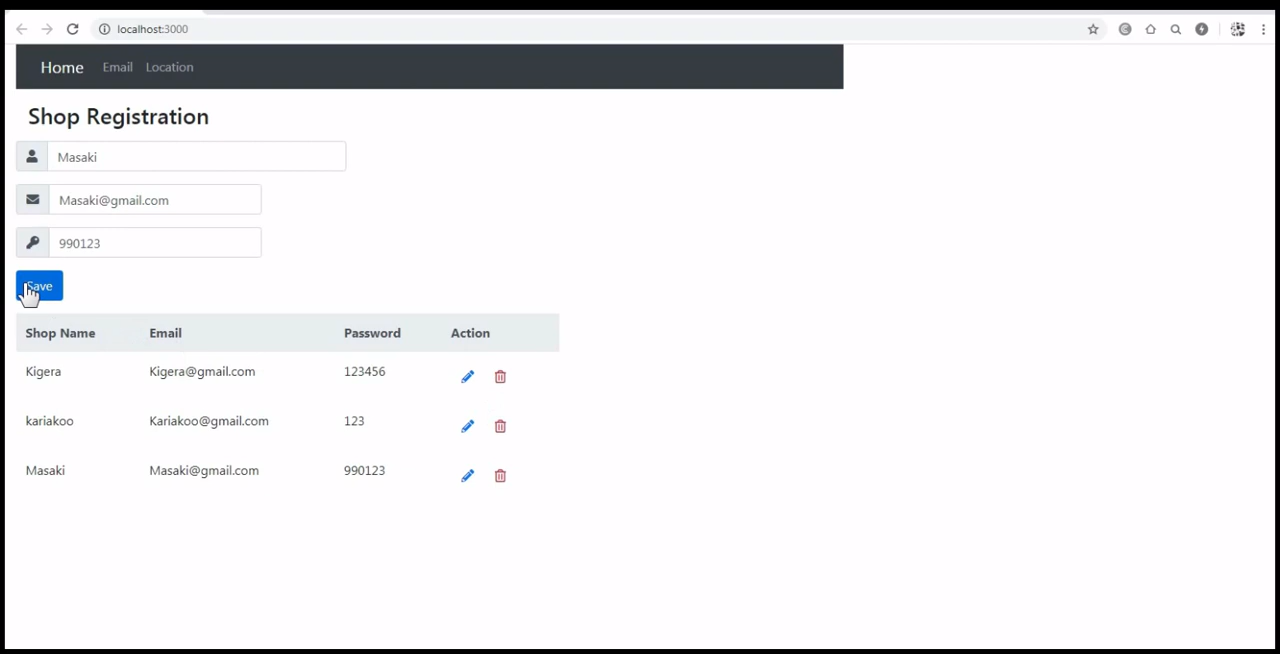 localhost:3000
Home Email Location
Shop Registration
Masaki
Masaki@gmail.com
990123
Save
Shop Name Email Password Action
Kigera Kigera@gmail.com 123456
kariakoo Kariakoo@gmail.com 123
Masaki Masaki@gmail.com 990123